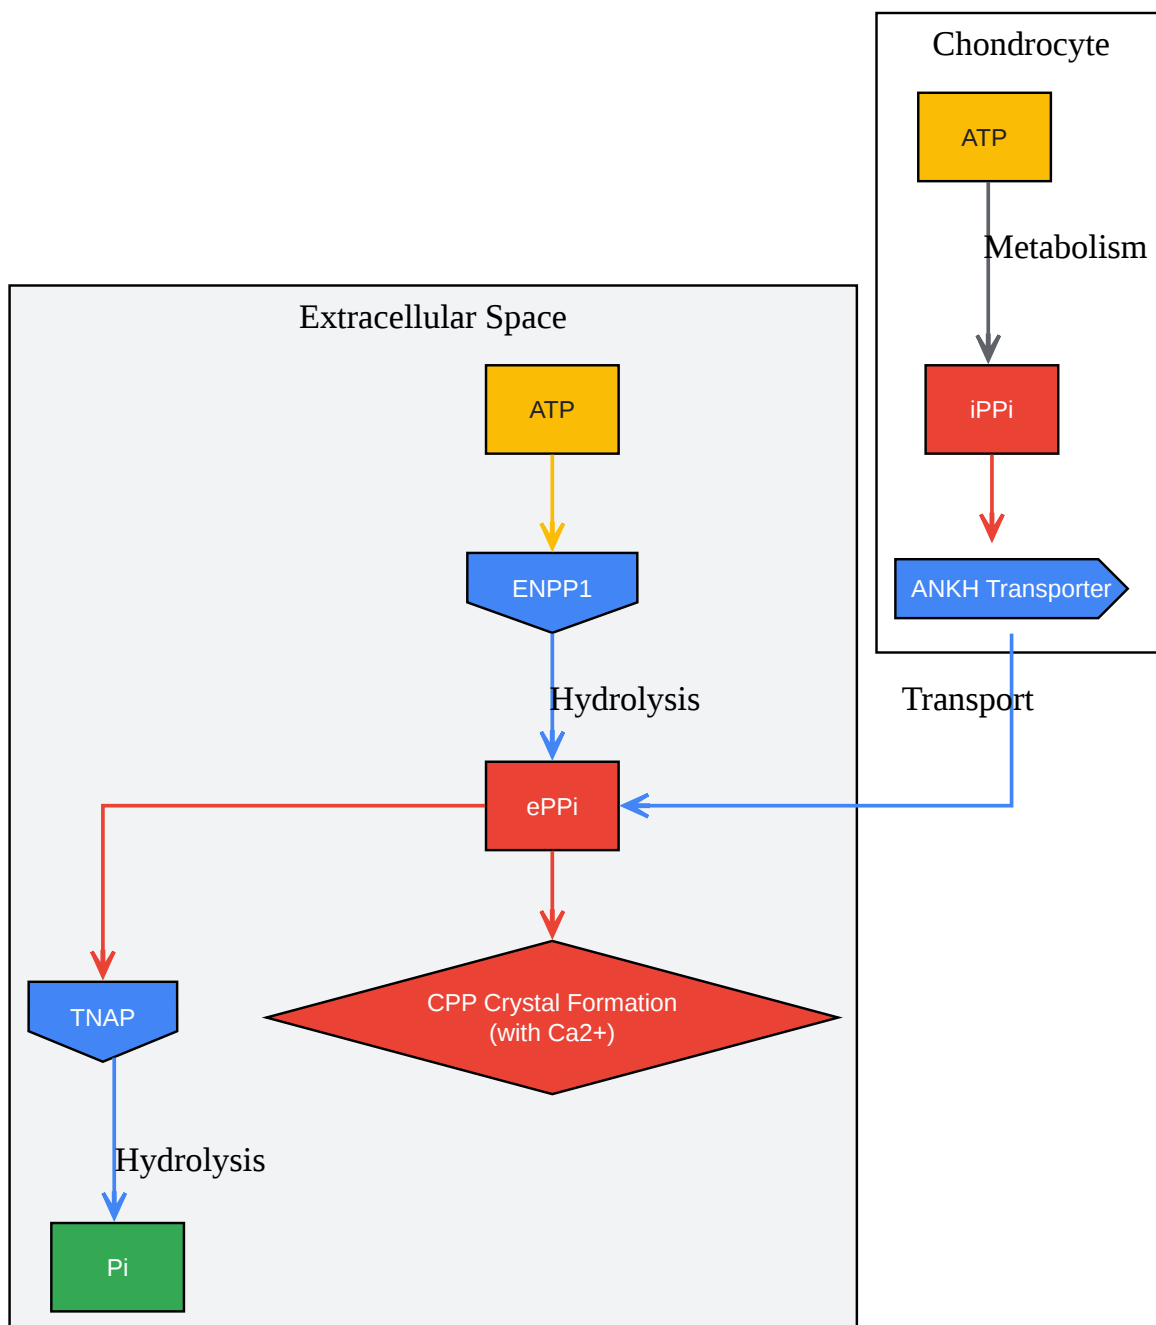 Chondrocyte
ATP
Metabolism
iPPi
ANKH Transporter
Transport
Extracellular Space
ATP
ENPP1
Hydrolysis
ePPi
CPP Crystal Formation
(with Ca2+)
TNAP
Hydrolysis
Pi